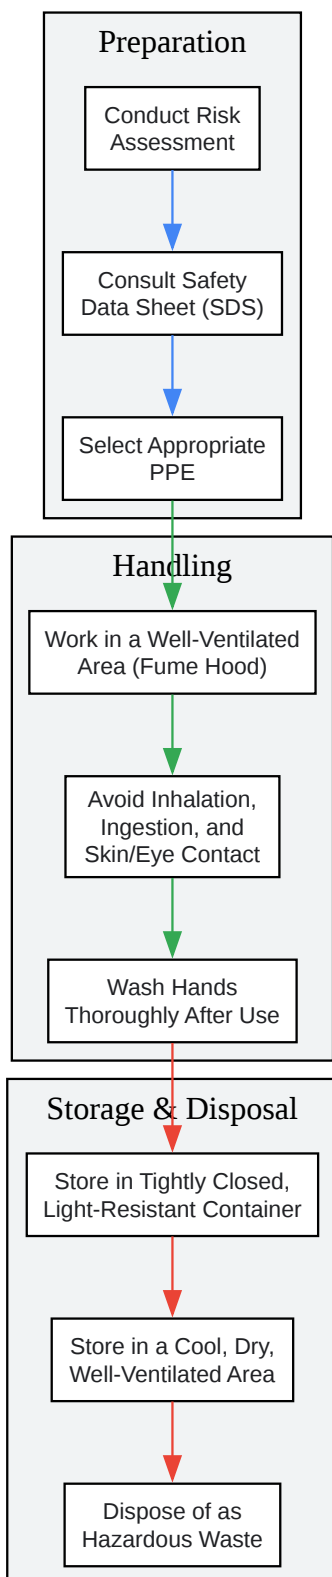 Preparation
Conduct Risk
Assessment
Consult Safety
Data Sheet (SDS)
Select Appropriate
PPE
Handling
Work in a Well-Ventilated
Area (Fume Hood)
Avoid Inhalation,
Ingestion, and
Skin/Eye Contact
Wash Hands
Thoroughly After Use
Storage & Disposal
Store in Tightly Closed,
Light-Resistant Container
Store in a Cool, Dry,
Well-Ventilated Area
Dispose of as
Hazardous Waste